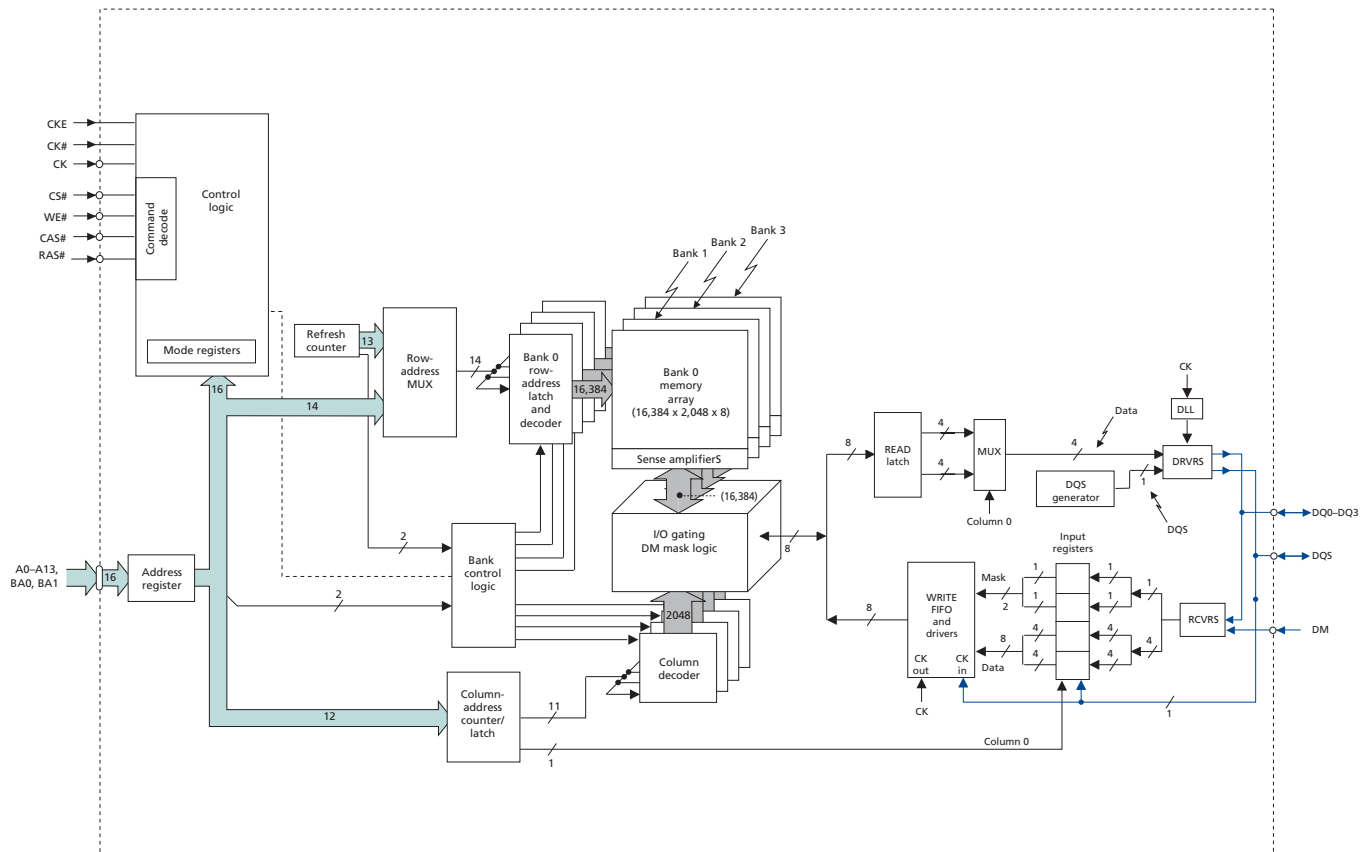 CKE
CK#
CK
CS#
WE#
CAS#
RAS#
Command
decode
Control
logic
Mode registers
Refresh
counter
13
Row-
address
MUX
14
16
14
Bank 0
row-
address
latch
and
decoder
16,384
Bank 1
Bank 2
Bank 3
Bank 0
memory
array
(16,384 x 2,048 x 8)
Sense amplifierS
(16,384)
I/O gating
DM mask logic
8
2048
Column
decoder
2
2
Bank
control
logic
A0–A13,
BA0, BA1
16
Address
register
12
Column-
address
counter/
latch
11
1
Column 0
8
READ
latch
4
4
MUX
Column 0
4
Data
CK
DLL
DRVRS
DQS
generator
1
DQS
DQ0–DQ3
DQS
DM
Input
registers
8
WRITE
FIFO
and
drivers
CK
out
CK
in
CK
Mask
2
8
Data
1
1
4
4
1
1
4
4
1
4
RCVRS
1